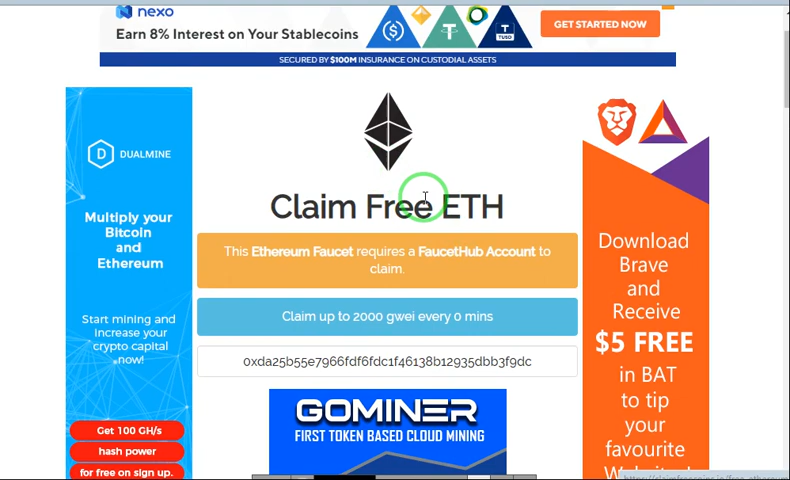 nexo
Earn 8% Interest on Your Stablecoins
TUSD
GET STARTED NOW
SECURED BY $100M INSURANCE ON CUSTODIAL ASSETS
DUALMINE
Multiply your
Bitcoin
and
Ethereum
Start mining and
increase your
crypto capital
now!
Get 100 GH/s
hash power
for free on sign up.
Claim Free ETH
This Ethereum Faucet requires a FaucetHub Account to
claim.
Claim up to 2000 gwei every 0 mins
0xda25b55e7966fdf6fdc1f46138b12935dbb3f9dc
GOMINER
FIRST TOKEN BASED CLOUD MINING
Download
Brave
and
Receive
$5 FREE
in BAT
to tip
your
favourite